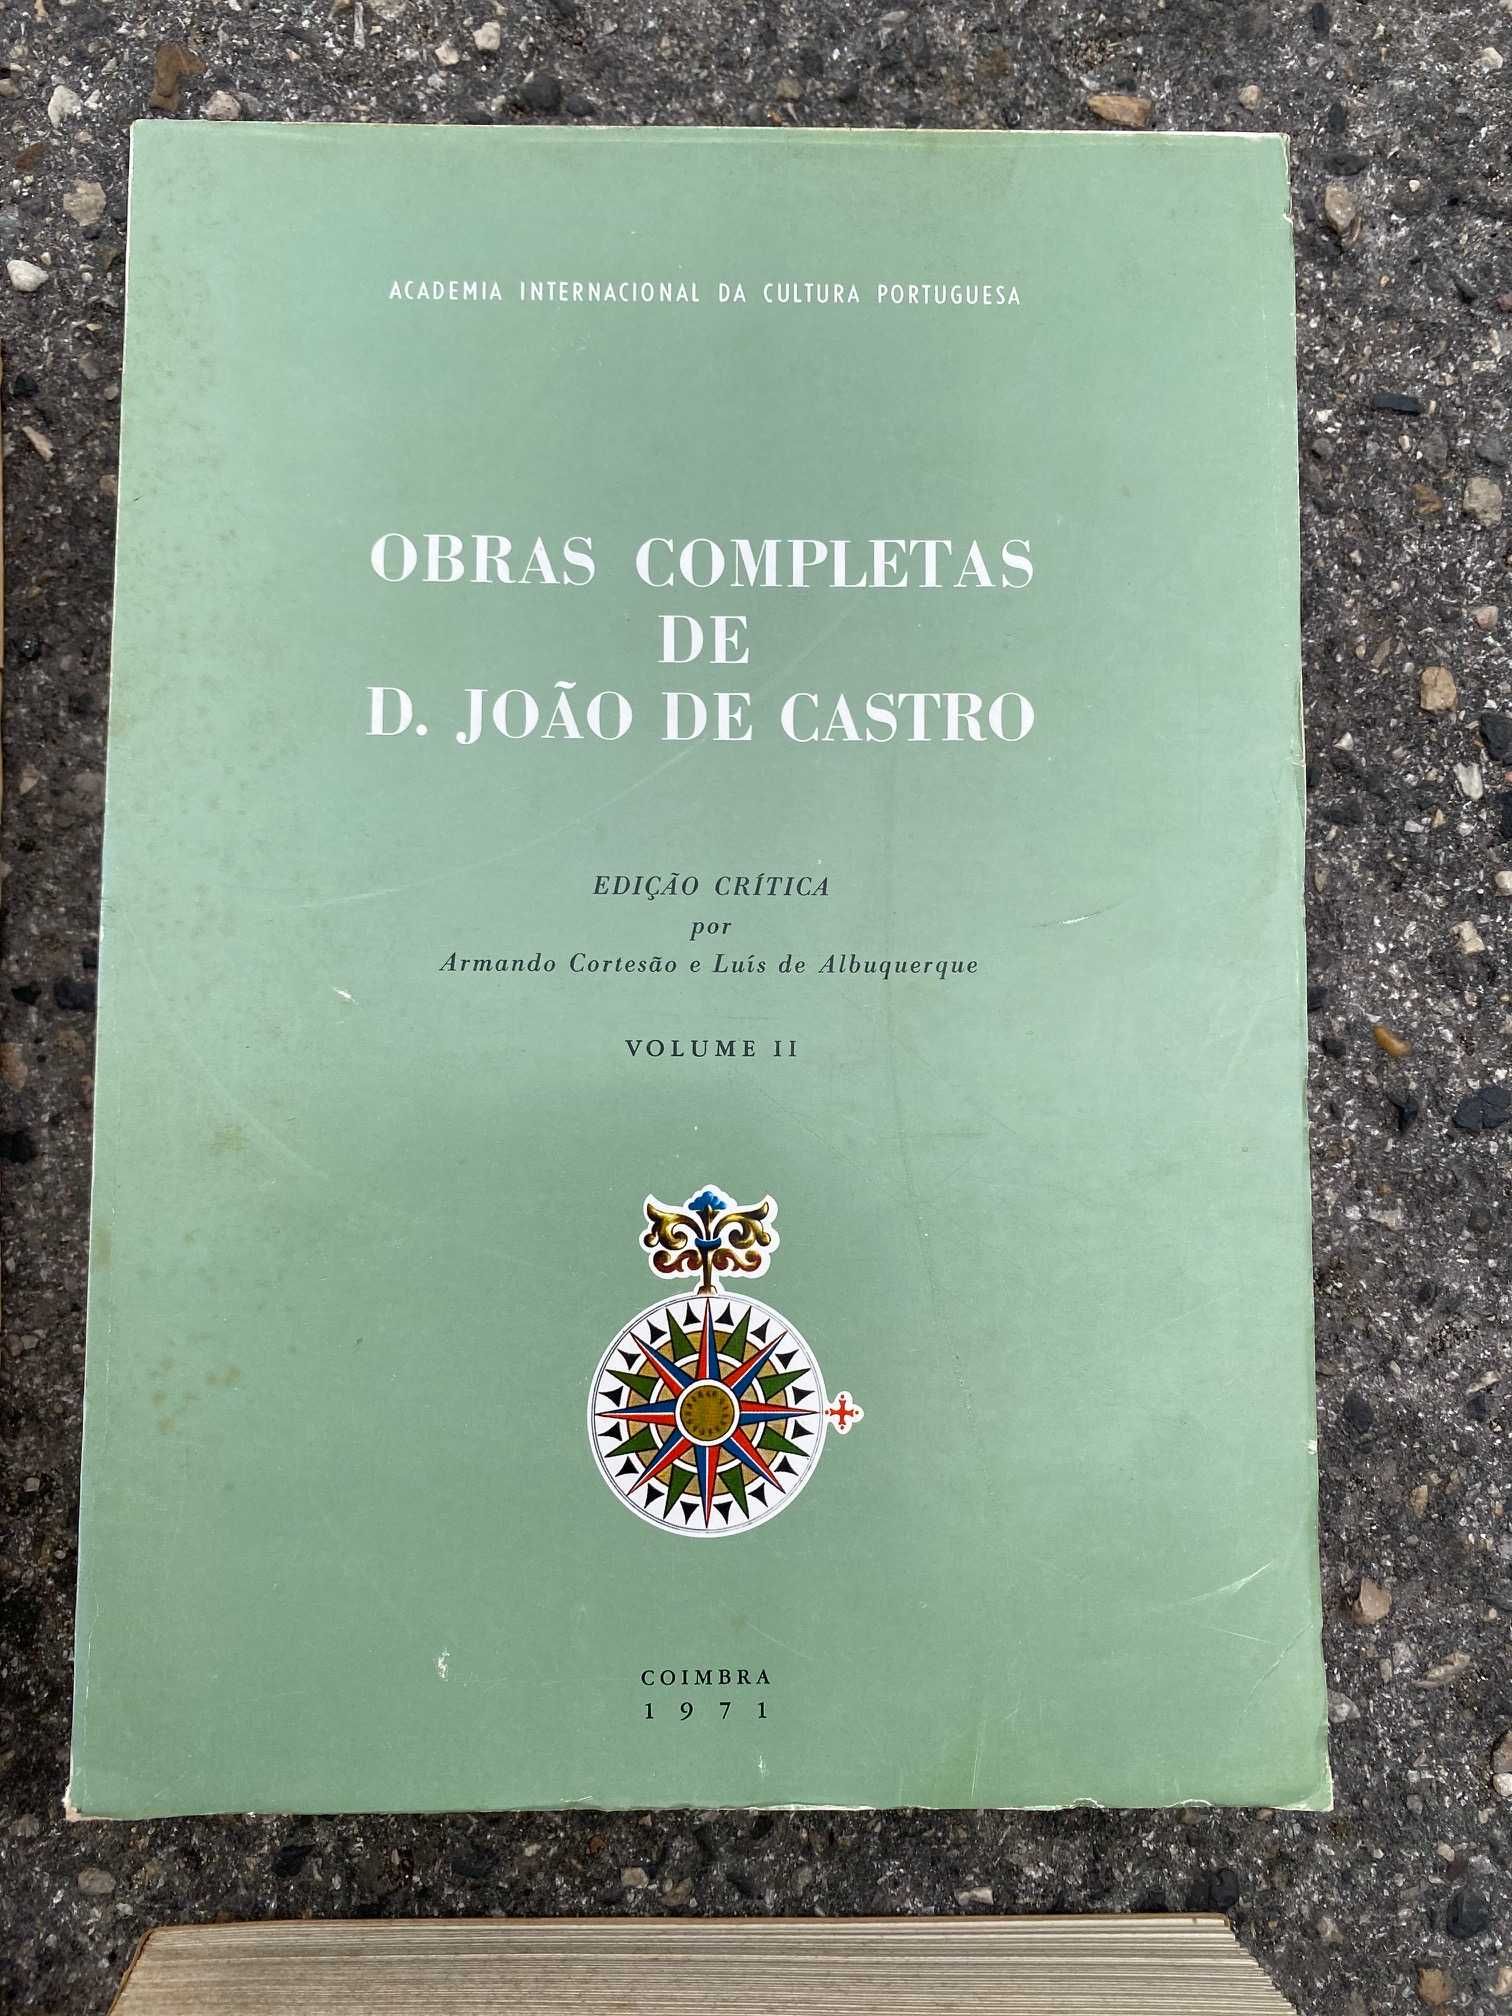 ACADEMIA INTERNACIONAL DA CULTURA PORTUGUESA
OBRAS COMPLETAS
DE
D. JOÃO DE CASTRO
EDIÇÃO CRÍTICA
por
Armando Cortesão e Luís de Albuquerque
VOLUME II
COIMBRA
1971